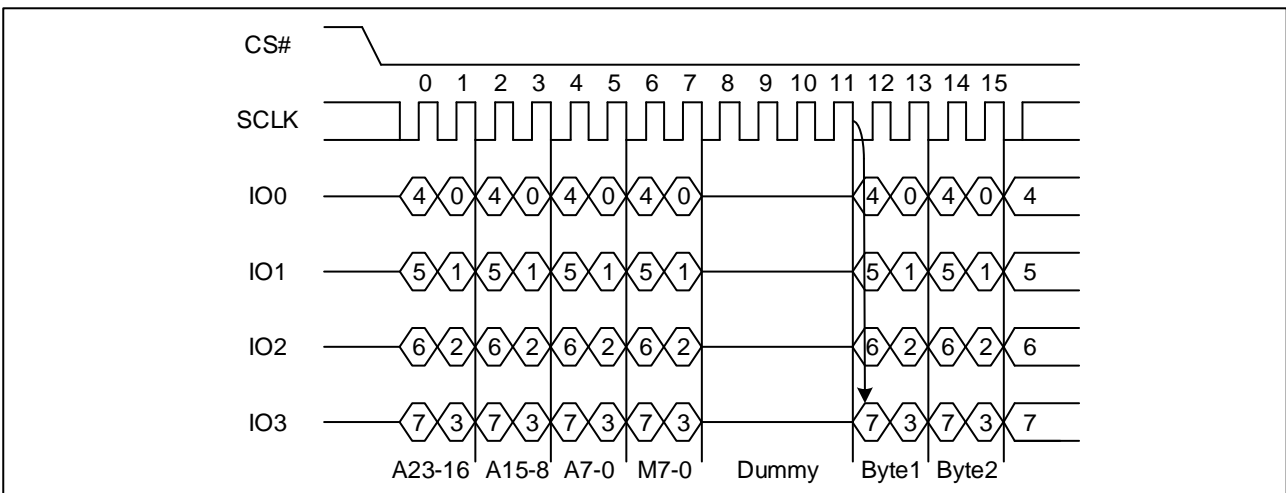 CS#
0 1 2 3 4 5 6 7 8 9 10 11 12 13 14 15
SCLK
IO0 4 0 4 0 4 0 4 0 4 0 4 0 4
IO1 5 1 5 1 5 1 5 1 5 1 5 1 5
IO2 6 2 6 2 6 2 6 2 6 2 6 2 6
IO3 7 3 7 3 7 3 7 3 7 3 7 3 7
A23-16 A15-8 A7-0 M7-0 Dummy Byte1 Byte2